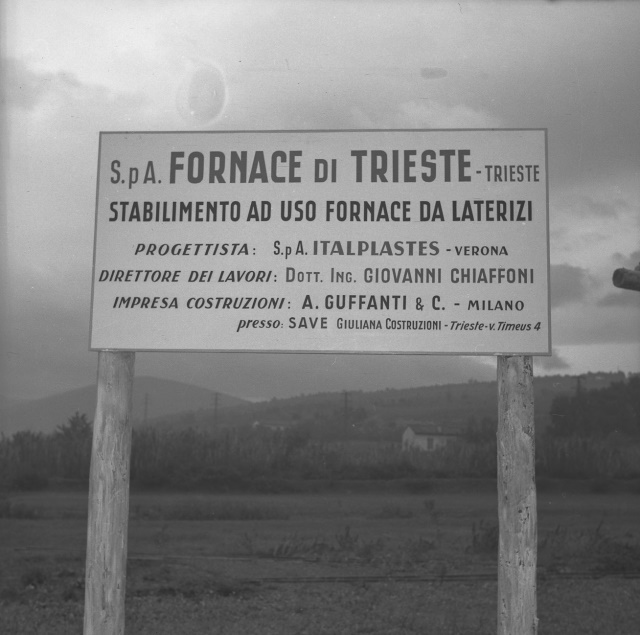 S.p A. FORNACE DI TRIESTE - TRIESTE
STABILIMENTO AD USO FORNACE DA LATERIZI
PROGETTISTA: S.p A. ITALPLASTES - VERONA
DIRETTORE DEI LAVORI: DOTT. ING. GIOVANNI CHIAFFONI
IMPRESA COSTRUZIONI: A. GUFFANTI & C. - MILANO
presso: SAVE GIULIANA COSTRUZIONI - Trieste - v. Timeus 4